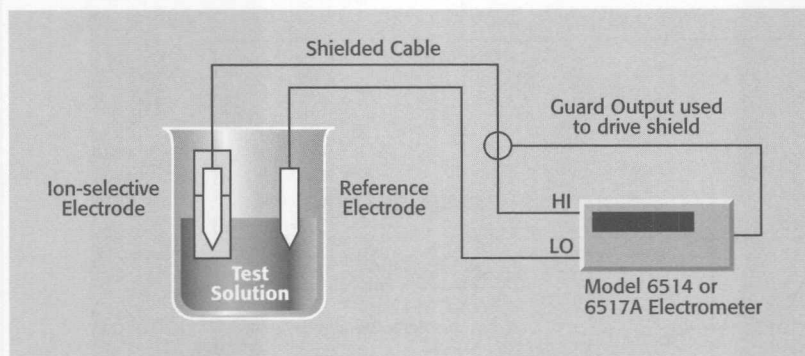 Shielded Cable
Guard Output used
to drive shield
Ion-selective
Electrode
Reference
Electrode
HI
LO
Test
Solution
Model 6514 or
6517A Electrometer